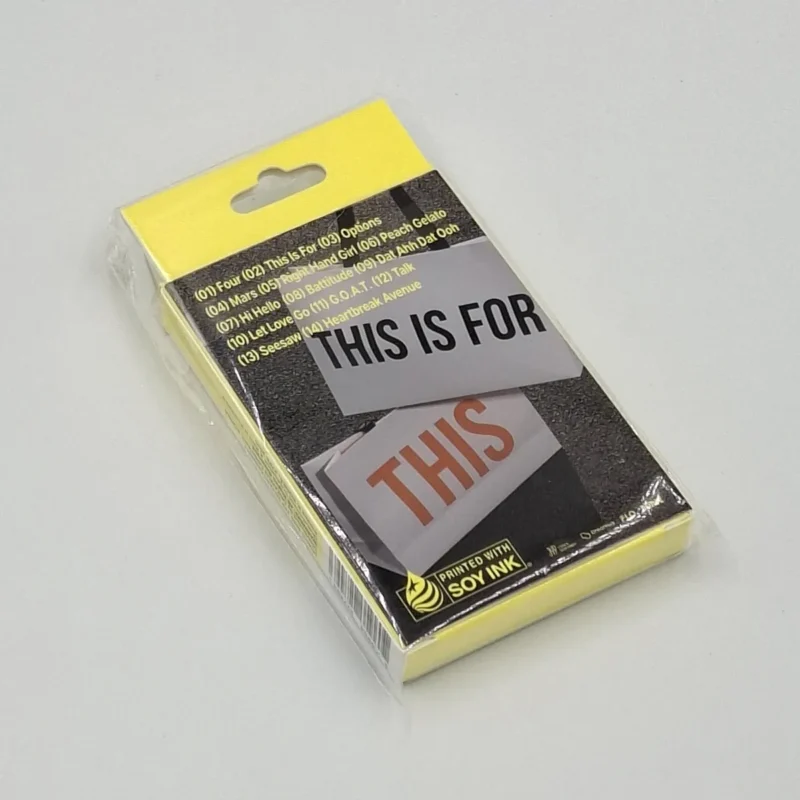 (01) Four (02) This Is For (03) Options
(04) Mars (05) Right Hand Girl (06) Peach Gelato
(07) Hi Hello (08) Battitude (09) Dat Ahh Dat Ooh
(10) Let Love Go (11) G.O.A.T. (12) Talk
(13) Seesaw (14) Heartbreak Avenue
THIS IS FOR
THIS
PRINTED WITH
SOY INK